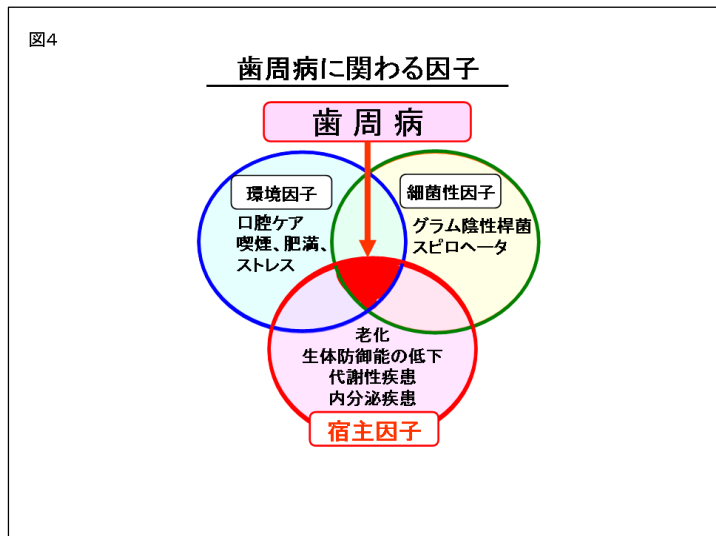 図4
歯周病に関わる因子
歯周病
環境因子
口腔ケア
喫煙、肥満、
ストレス
細菌性因子
グラム陰性桿菌
スピロヘータ
老化
生体防御能の低下
代謝性疾患
内分泌疾患
宿主因子